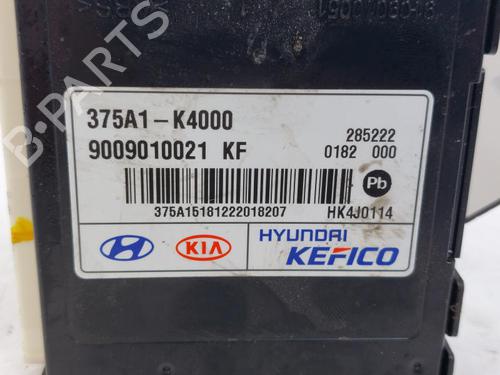 375A1-K4000
9009010021 KF
285222
0182 000
Pb
375A15181222018207
HK4J0114
HYUNDAI
KIA
KEFICO
B-PARTS